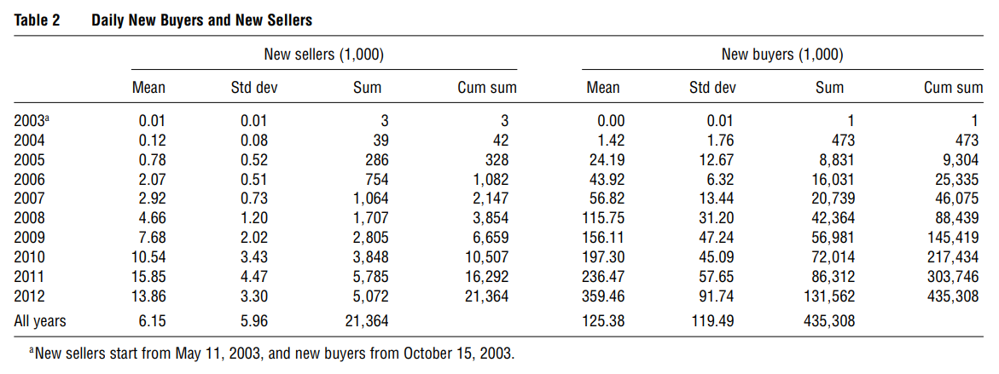 Table 2 Daily New Buyers and New Sellers
New sellers (1,000) New buyers (1,000)
Mean Std dev Sum Cum sum Mean Std dev Sum Cum sum
2003a 0.01 0.01 3 3 0.00 0.01 1 1
2004 0.12 0.08 39 42 1.42 1.76 473 473
2005 0.78 0.52 286 328 24.19 12.67 8,831 9,304
2006 2.07 0.51 754 1,082 43.92 6.32 16,031 25,335
2007 2.92 0.73 1,064 2,147 56.82 13.44 20,739 46,075
2008 4.66 1.20 1,707 3,854 115.75 31.20 42,364 88,439
2009 7.68 2.02 2,805 6,659 156.11 47.24 56,981 145,419
2010 10.54 3.43 3,848 10,507 197.30 45.09 72,014 217,434
2011 15.85 4.47 5,785 16,292 236.47 57.65 86,312 303,746
2012 13.86 3.30 5,072 21,364 359.46 91.74 131,562 435,308
All years 6.15 5.96 21,364 125.38 119.49 435,308
aNew sellers start from May 11, 2003, and new buyers from October 15, 2003.